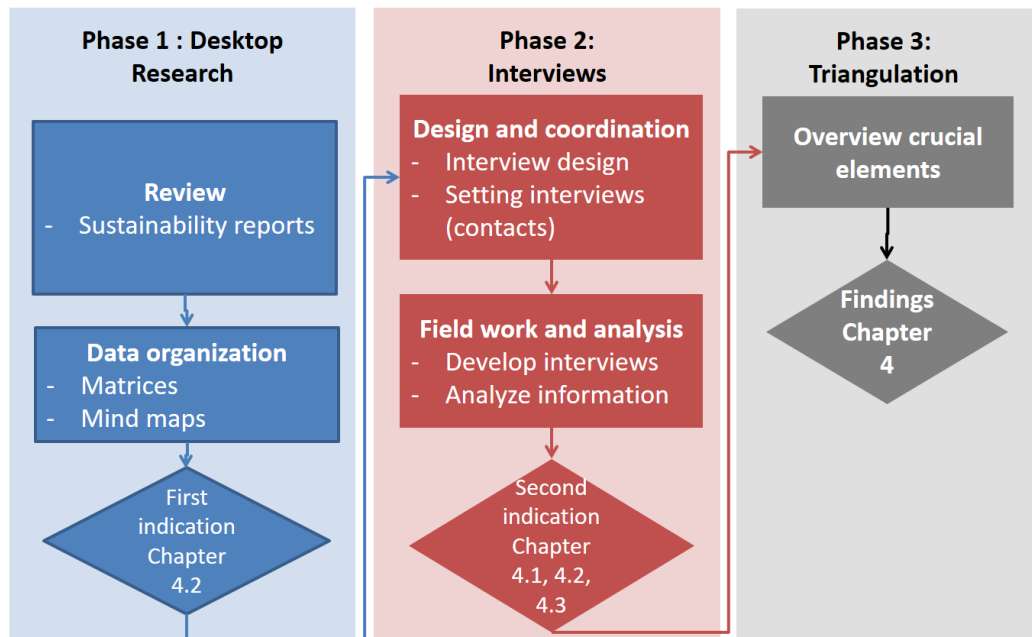 Phase 1 : Desktop
Research
Review
- Sustainability reports
Data organization
- Matrices
- Mind maps
First
indication
Chapter
4.2
Phase 2:
Interviews
Design and coordination
- Interview design
- Setting interviews
(contacts)
Field work and analysis
- Develop interviews
- Analyze information
Second
indication
Chapter
4.1, 4.2,
4.3
Phase 3:
Triangulation
Overview crucial
elements
Findings
Chapter
4